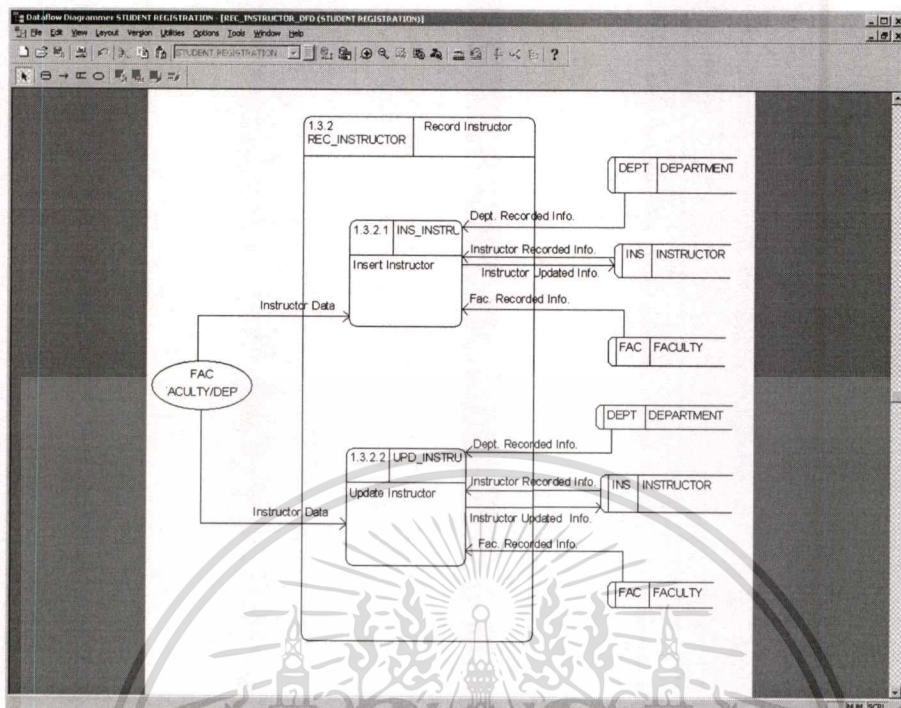 Dataflow Diagrammer STUDENT REGISTRATION - [REC_INSTRUCTOR_DFD (STUDENT REGISTRATION)]
File Edit View Layout Version Utilities Options Tools Window Help
STUDENT REGISTRATION
1.3.2
REC_INSTRUCTOR
Record Instructor
DEPT DEPARTMENT
Dept. Recorded Info.
1.3.2.1 INS_INSTRU
Insert Instructor
Instructor Recorded Info.
Instructor Updated Info.
INS INSTRUCTOR
Fac. Recorded Info.
Instructor Data
FAC FACULTY
FAC
ACULTY/DEP
DEPT DEPARTMENT
Dept. Recorded Info.
1.3.2.2 UPD_INSTRU
Update Instructor
Instructor Recorded Info.
INS INSTRUCTOR
Instructor Data
Instructor Updated Info.
Fac. Recorded Info.
FAC FACULTY
NUM SCRL